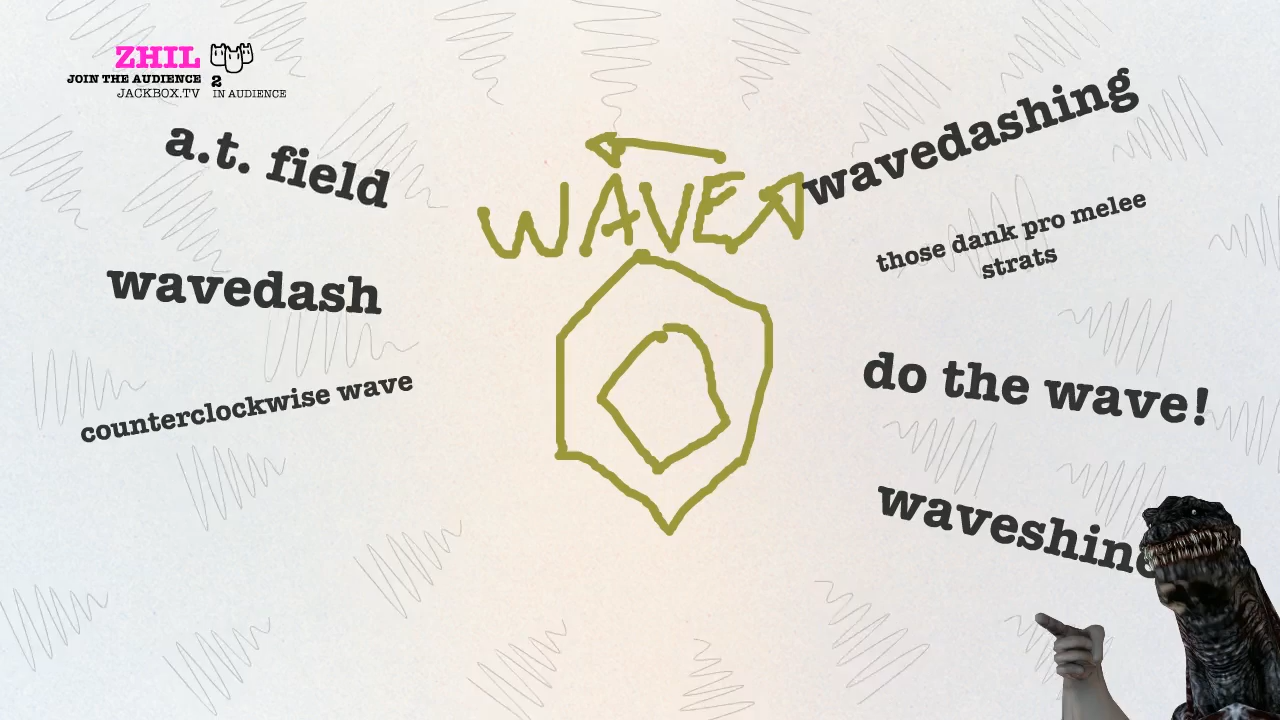 ZHIL
JOIN THE AUDIENCE
JACKBOX.TV
2
IN AUDIENCE
a.t. field
wavedash
counterclockwise wave
WAVE
wavedashing
those dank pro melee
strats
do the wave!
waveshine